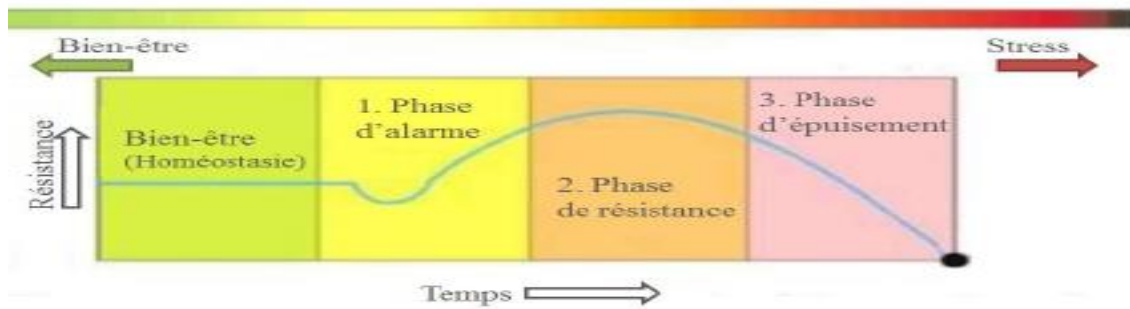 Bien-être
Stress
Résistance
Bien-être
(Homéostasie)
1. Phase
d'alarme
2. Phase
de résistance
3. Phase
d'épuisement
Temps